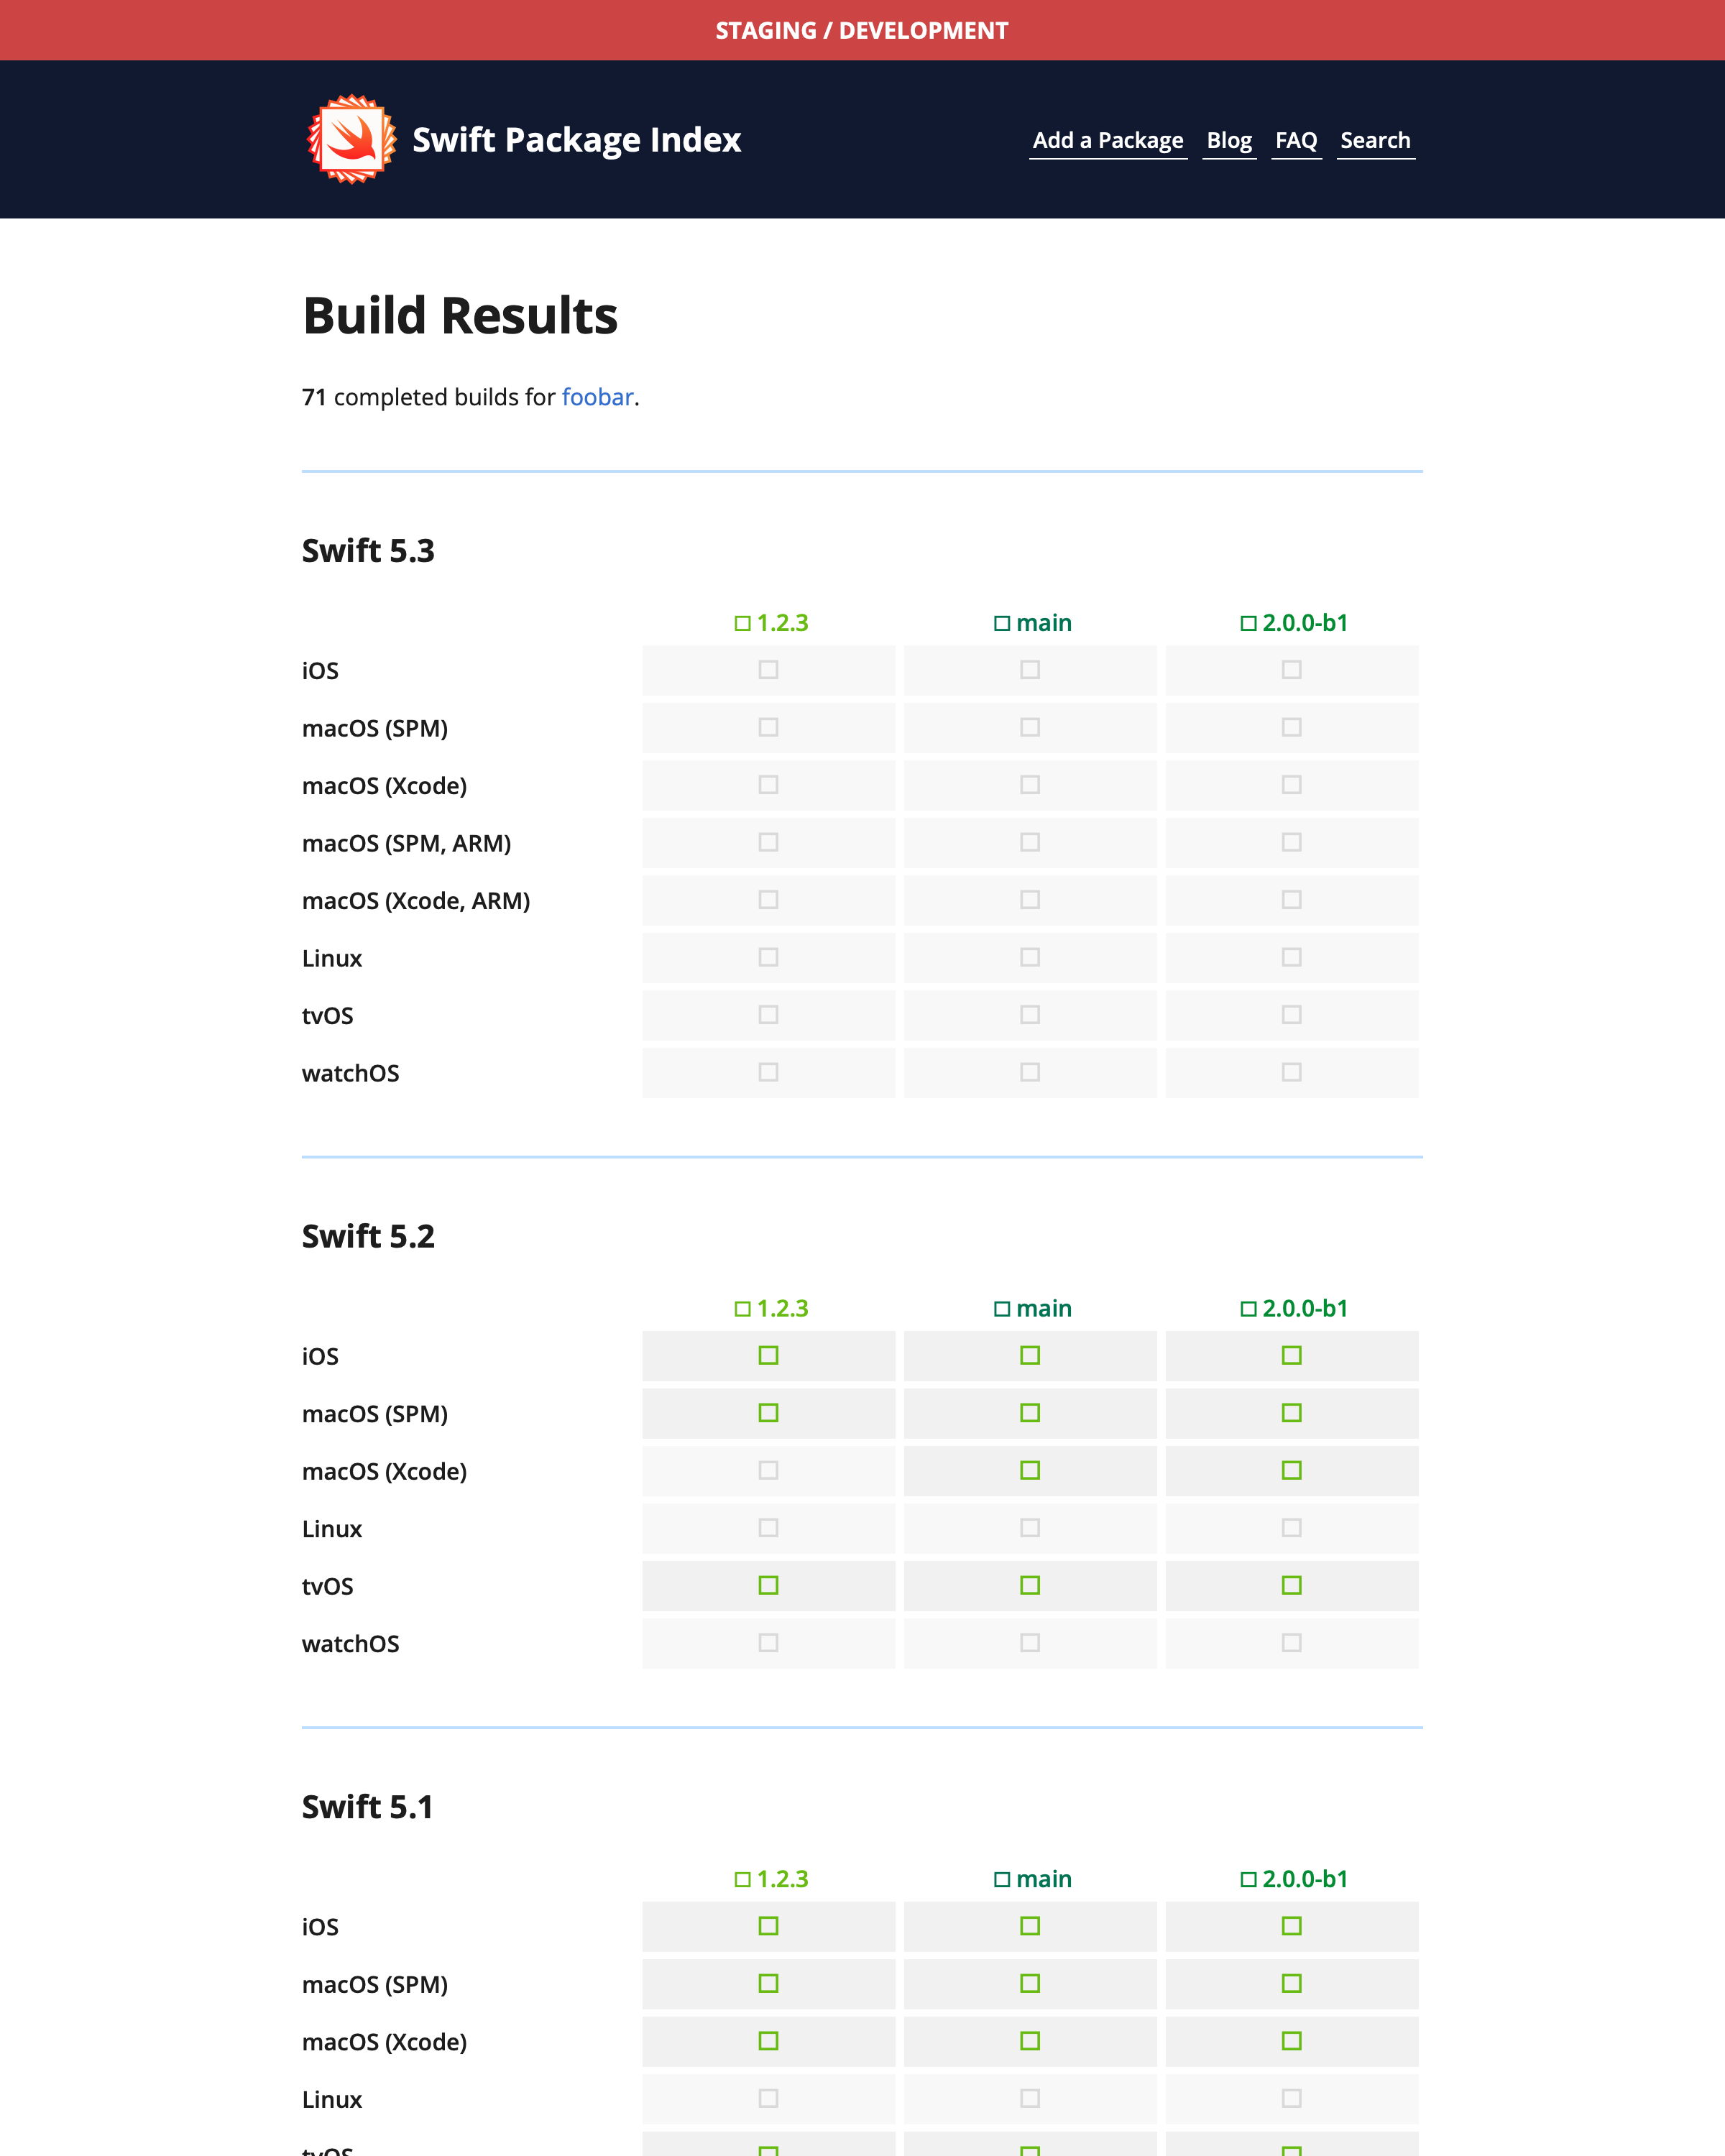 STAGING / DEVELOPMENT
Swift Package Index
Add a Package Blog FAQ Search
Build Results
71 completed builds for foobar.
Swift 5.3
1.2.3 main 2.0.0-b1
iOS
macOS (SPM)
macOS (Xcode)
macOS (SPM, ARM)
macOS (Xcode, ARM)
Linux
tvOS
watchOS
Swift 5.2
1.2.3 main 2.0.0-b1
iOS
macOS (SPM)
macOS (Xcode)
Linux
tvOS
watchOS
Swift 5.1
1.2.3 main 2.0.0-b1
iOS
macOS (SPM)
macOS (Xcode)
Linux
tvOS